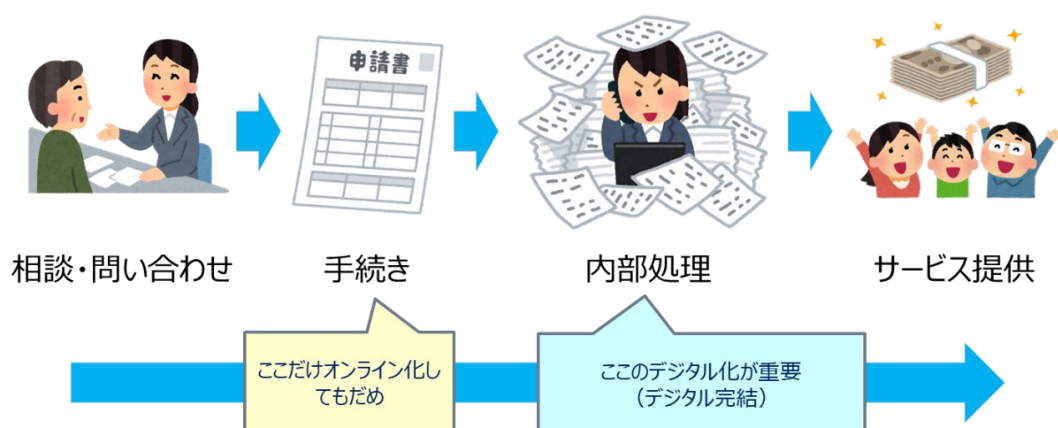 申請書
相談・問い合わせ
手続き
内部処理
サービス提供
ここだけオンライン化し
てもだめ
ここのデジタル化が重要
（デジタル完結）